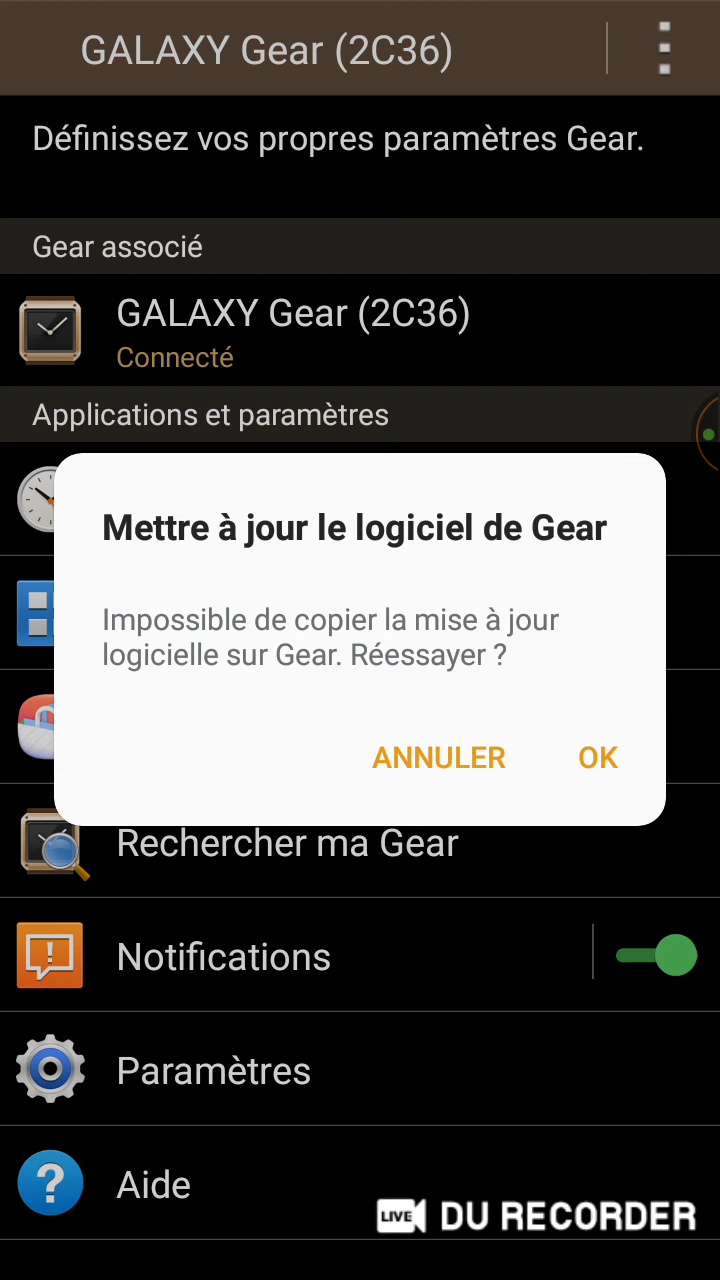 GALAXY Gear (2C36)
Définissez vos propres paramètres Gear.
Gear associé
GALAXY Gear (2C36)
Connecté
Applications et paramètres
Mettre à jour le logiciel de Gear
Impossible de copier la mise à jour
logicielle sur Gear. Réessayer ?
ANNULER
OK
Rechercher ma Gear
Notifications
Paramètres
Aide
LIVE DU RECORDER